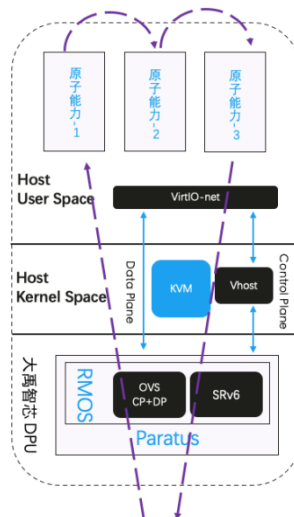 原子能力-1
原子能力-2
原子能力-3
Host
User Space
VirtIO-net
Data Plane
Control Plane
Host
Kernel Space
KVM
Vhost
大禹智芯 DPU
RMOS
OVS
CP+DP
SRv6
Paratus